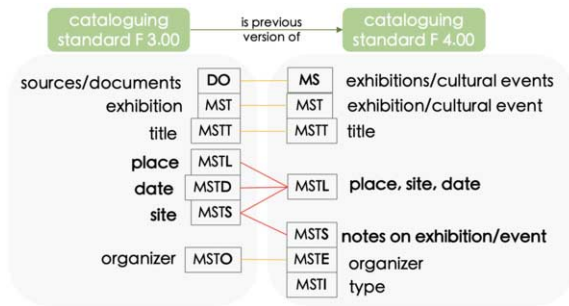 cataloguing
standard F 3.00
is previous
version of
cataloguing
standard F 4.00
sources/documents DO MS exhibitions/cultural events
exhibition MST MST exhibition/cultural event
title MSTT MSTT title
place MSTL
date MSTD MSTL place, site, date
site MSTS
MSTS notes on exhibition/event
organizer MSTO MSTE organizer
MSTI type